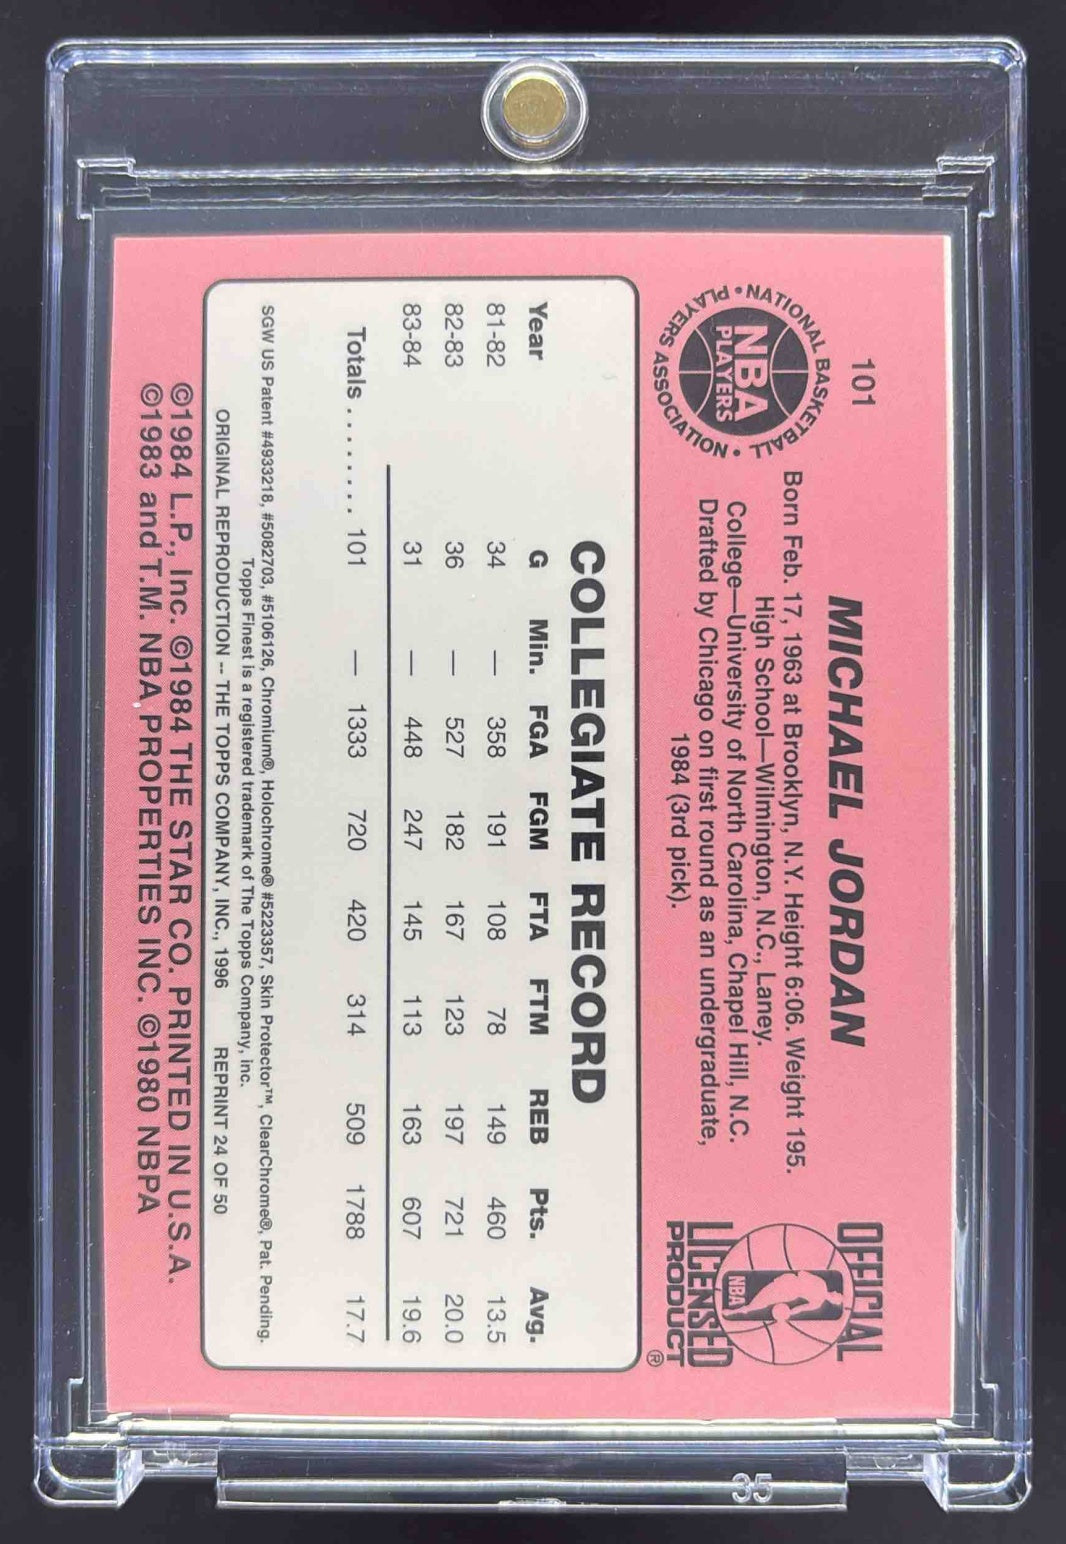 101
MICHAEL JORDAN
NATIONAL BASKETBALL PLAYERS ASSOCIATION
NBA
PLAYERS
Born Feb. 17, 1963 at Brooklyn, N.Y. Height 6:06. Weight 195.
High School—Wilmington, N.C., Laney.
College—University of North Carolina, Chapel Hill, N.C.
Drafted by Chicago on first round as an undergraduate,
1984 (3rd pick).
OFFICIAL
NBA
LICENSED
PRODUCT ®
COLLEGIATE RECORD
Year G Min. FGA FGM FTA FTM REB Pts. Avg.
81-82 34 — 358 191 108 78 149 460 13.5
82-83 36 — 527 182 167 123 197 721 20.0
83-84 31 — 448 247 145 113 163 607 19.6
Totals . . . . . . . . 101 — 1333 720 420 314 509 1788 17.7
SGW US Patent #4933218, #5082703, #5106126, Chromium®, Holochrome® #5223357, Skin Protector™, ClearChrome®, Pat. Pending.
Topps Finest is a registered trademark of The Topps Company, inc.
ORIGINAL REPRODUCTION -- THE TOPPS COMPANY, INC., 1996 REPRINT 24 OF 50
©1984 L.P., Inc. ©1984 THE STAR CO. PRINTED IN U.S.A.
©1983 and T.M. NBA PROPERTIES INC. ©1980 NBPA
35